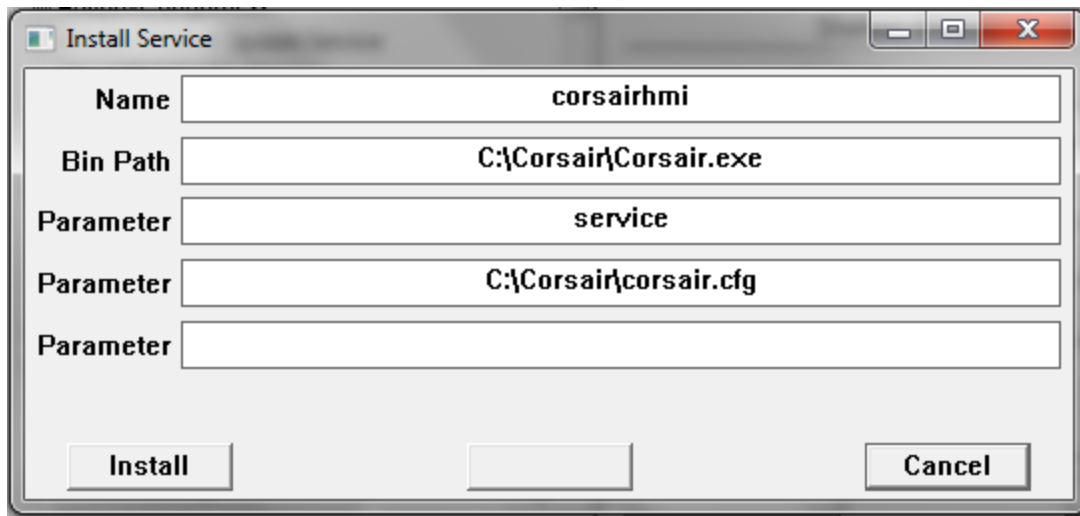 Install Service
Name corsairhmi
Bin Path C:\Corsair\Corsair.exe
Parameter service
Parameter C:\Corsair\corsair.cfg
Parameter
Install Cancel